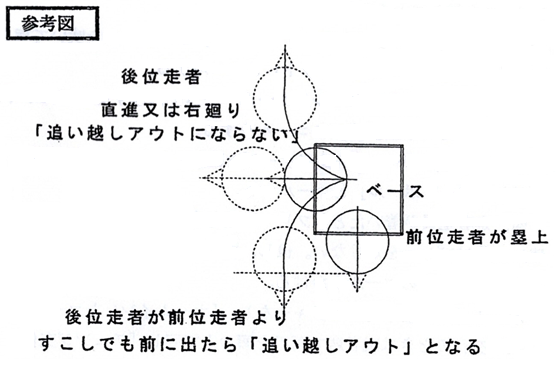 参考図
後位走者
直進又は右廻り
「追い越しアウトにならない」
ベース
前位走者が塁上
後位走者が前位走者より
すこしでも前に出たら「追い越しアウト」となる